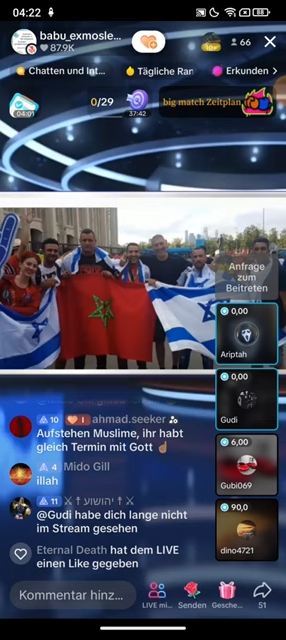 04:22
88
babu_exmosle...
87.9K
10+
66
Chatten und Int...
Tägliche Ran
Erkunden >
04:01
0/29
37:42
big match Zeitplan
Anfrage
zum
Beitreten
0,00
Ariptah
0,00
Gudi
6,00
Gubi069
90,0
dino4721
10 1 ahmad.seeker
Aufstehen Muslime, ihr habt
gleich Termin mit Gott ☝
4 Mido Gill
illah
11 ⚔ † יהושוע † ⚔
@Gudi habe dich lange nicht
im Stream gesehen
Eternal Death hat dem LIVE
einen Like gegeben
Kommentar hinz...
LIVE mi...
Senden
Gesche...
51